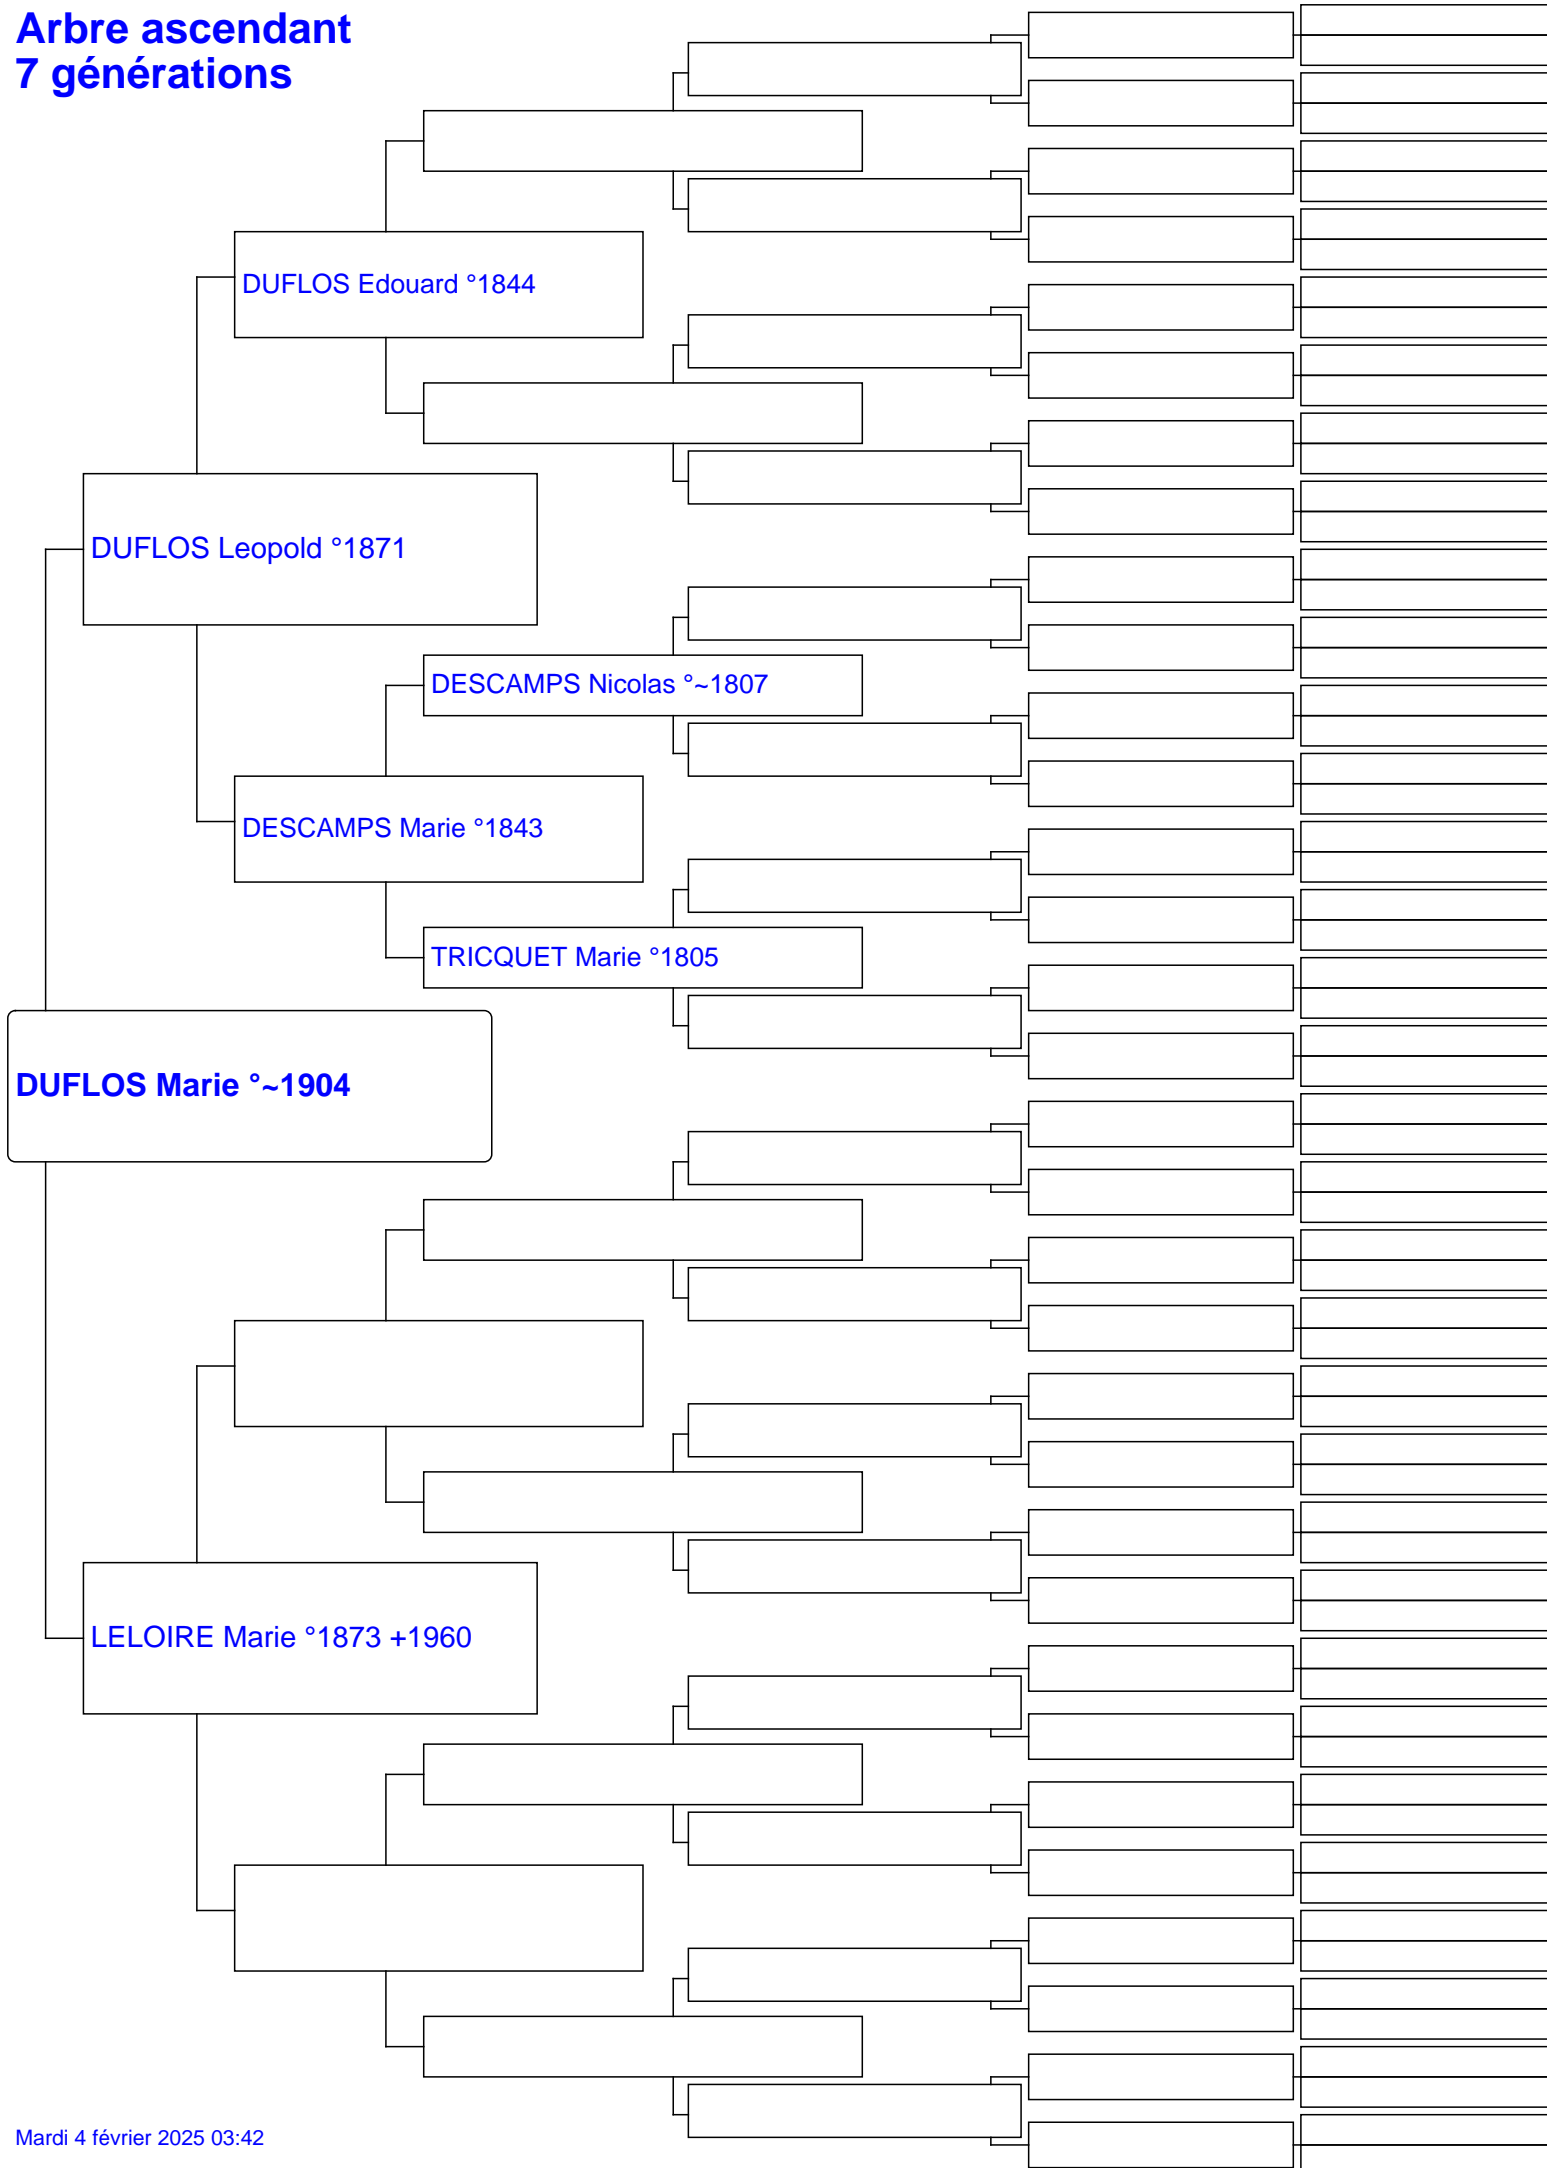 Arbre ascendant
7 générations
DUFLOS Edouard °1844
DUFLOS Leopold °1871
DESCAMPS Nicolas °~1807
DESCAMPS Marie °1843
TRICQUET Marie °1805
DUFLOS Marie °~1904
LELOIRE Marie °1873 +1960
Mardi 4 février 2025 03:42